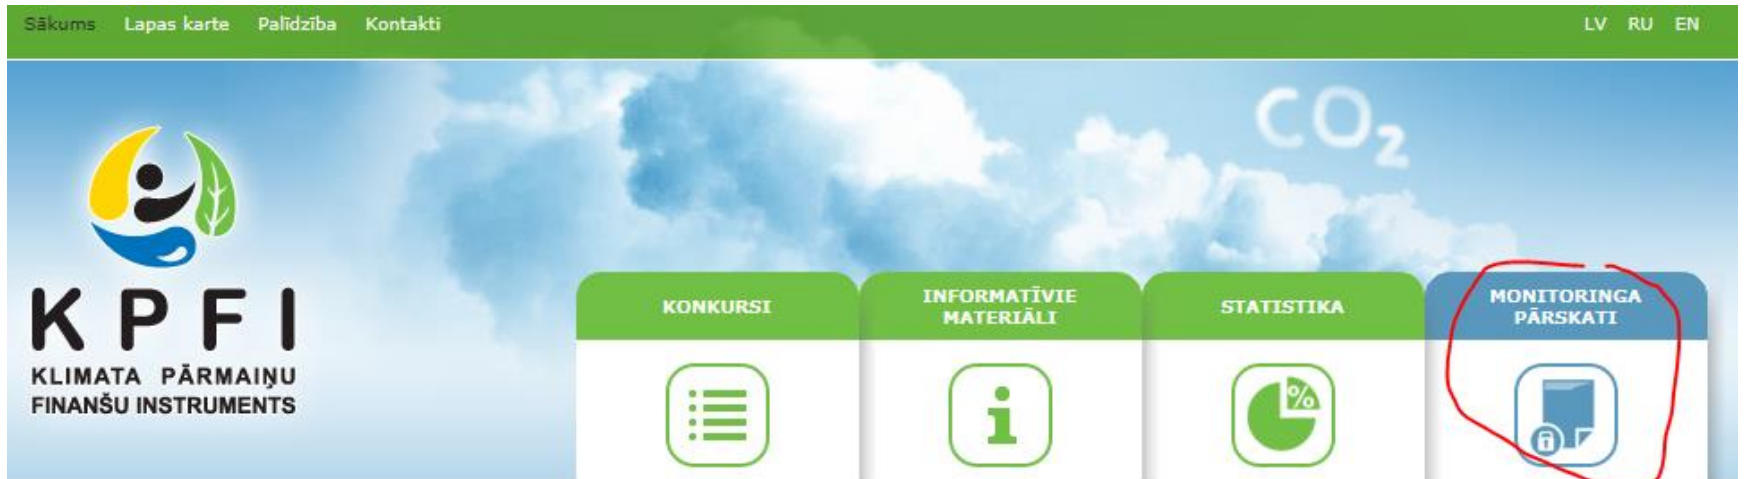 Sākums Lapas karte Palīdzība Kontakti LV RU EN
CO₂
KPFI
KLIMATA PĀRMAIŅU
FINANŠU INSTRUMENTS
KONKURSI
INFORMATĪVIE
MATERIĀLI
i
STATISTIKA
%
MONITORINGA
PĀRSKATI